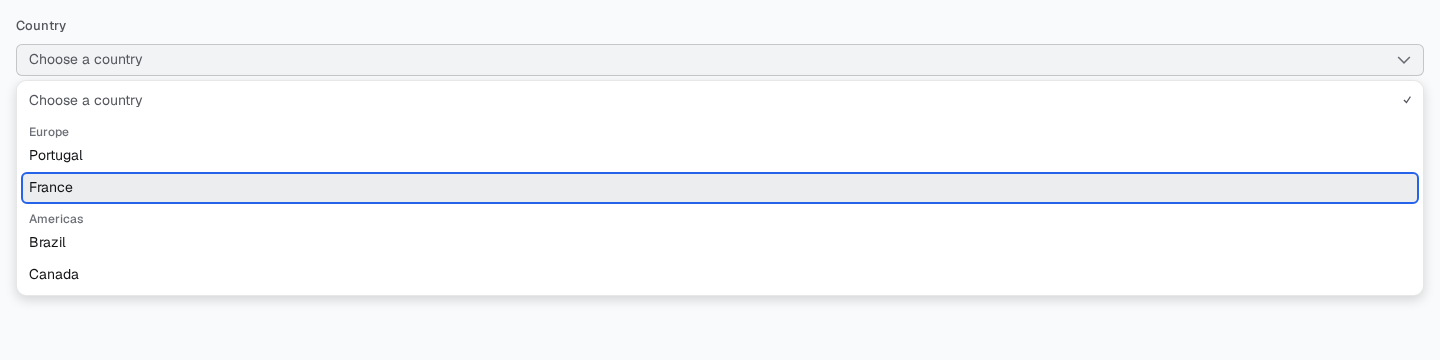 Country
Choose a country
Choose a country
Europe
Portugal
France
Americas
Brazil
Canada